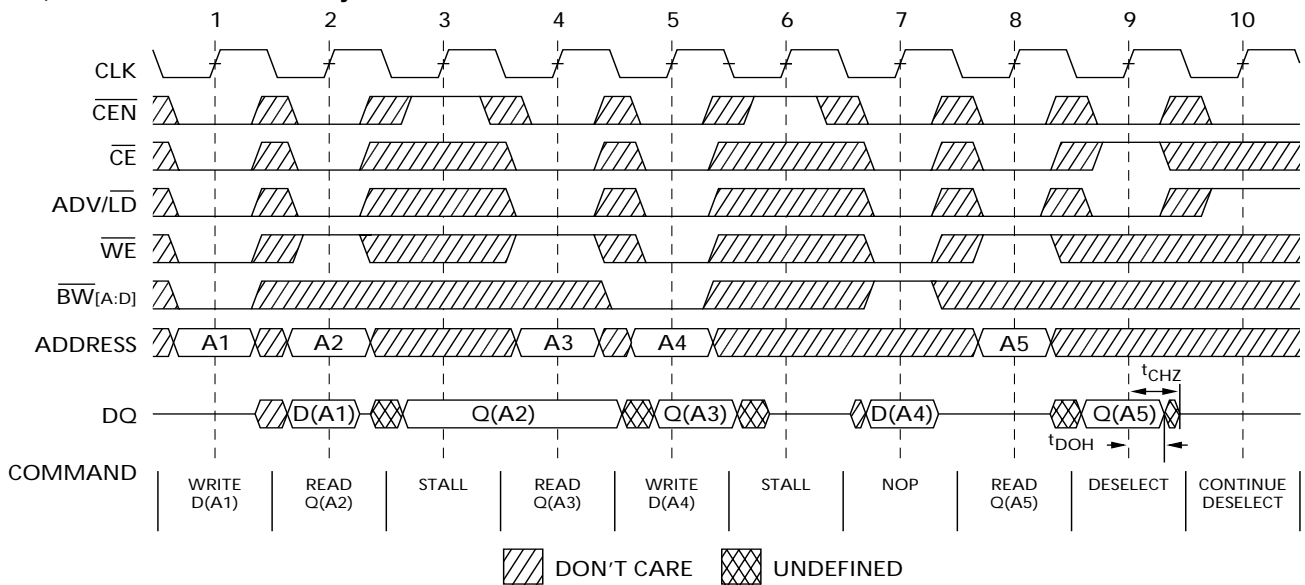 1 2 3 4 5 6 7 8 9 10
CLK
CEN
CE
ADV/LD
WE
BW[A:D]
ADDRESS A1 A2 A3 A4 A5
tCHZ
DQ D(A1) Q(A2) Q(A3) D(A4) Q(A5)
tDOH
COMMAND
WRITE READ STALL READ WRITE STALL NOP READ DESELECT CONTINUE
D(A1) Q(A2) Q(A3) D(A4) Q(A5) DESELECT
DON'T CARE UNDEFINED